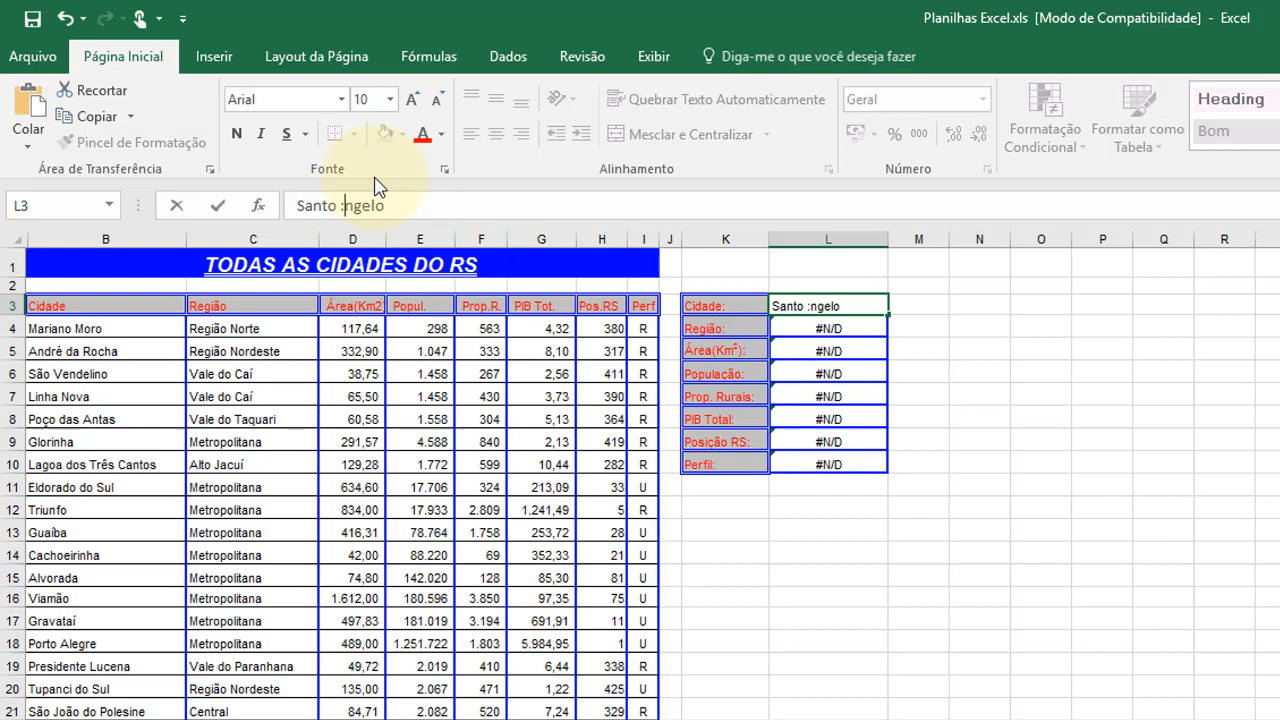 Planilhas Excel.xls [Modo de Compatibilidade] - Excel
Arquivo Página Inicial Inserir Layout da Página Fórmulas Dados Revisão Exibir Diga-me o que você deseja fazer
Colar
Recortar
Copiar
Pincel de Formatação
Área de Transferência
Arial 10
N I S
Fonte
Quebrar Texto Automaticamente
Mesclar e Centralizar
Alinhamento
Geral
% 000
Número
Formatação Condicional
Formatar como Tabela
Heading
Bom
L3 fx Santo :ngelo
B C D E F G H I J K L M N O P Q R
1 TODAS AS CIDADES DO RS
2
3 Cidade Região Área(Km2 Popul. Prop.R. PIB Tot. Pos.RS Perf Cidade: Santo :ngelo
4 Mariano Moro Região Norte 117,64 298 563 4,32 380 R Região: #N/D
5 André da Rocha Região Nordeste 332,90 1.047 333 8,10 317 R Área(Km²): #N/D
6 São Vendelino Vale do Caí 38,75 1.458 267 2,56 411 R População: #N/D
7 Linha Nova Vale do Caí 65,50 1.458 430 3,73 390 R Prop. Rurais: #N/D
8 Poço das Antas Vale do Taquari 60,58 1.558 304 5,13 364 R PIB Total: #N/D
9 Glorinha Metropolitana 291,57 4.588 840 2,13 419 R Posição RS: #N/D
10 Lagoa dos Três Cantos Alto Jacuí 129,28 1.772 599 10,44 282 R Perfil: #N/D
11 Eldorado do Sul Metropolitana 634,60 17.706 324 213,09 33 U
12 Triunfo Metropolitana 834,00 17.933 2.809 1.241,49 5 R
13 Guaíba Metropolitana 416,31 78.764 1.758 253,72 28 U
14 Cachoeirinha Metropolitana 42,00 88.220 69 352,33 21 U
15 Alvorada Metropolitana 74,80 142.020 128 85,30 81 U
16 Viamão Metropolitana 1.612,00 180.596 3.850 97,35 75 U
17 Gravataí Metropolitana 497,83 181.019 3.194 691,91 11 U
18 Porto Alegre Metropolitana 489,00 1.251.722 1.803 5.984,95 1 U
19 Presidente Lucena Vale do Paranhana 49,72 2.019 410 6,44 338 R
20 Tupanci do Sul Região Nordeste 135,00 2.067 471 1,22 425 U
21 São João do Polesine Central 84,71 2.082 520 7,24 329 R